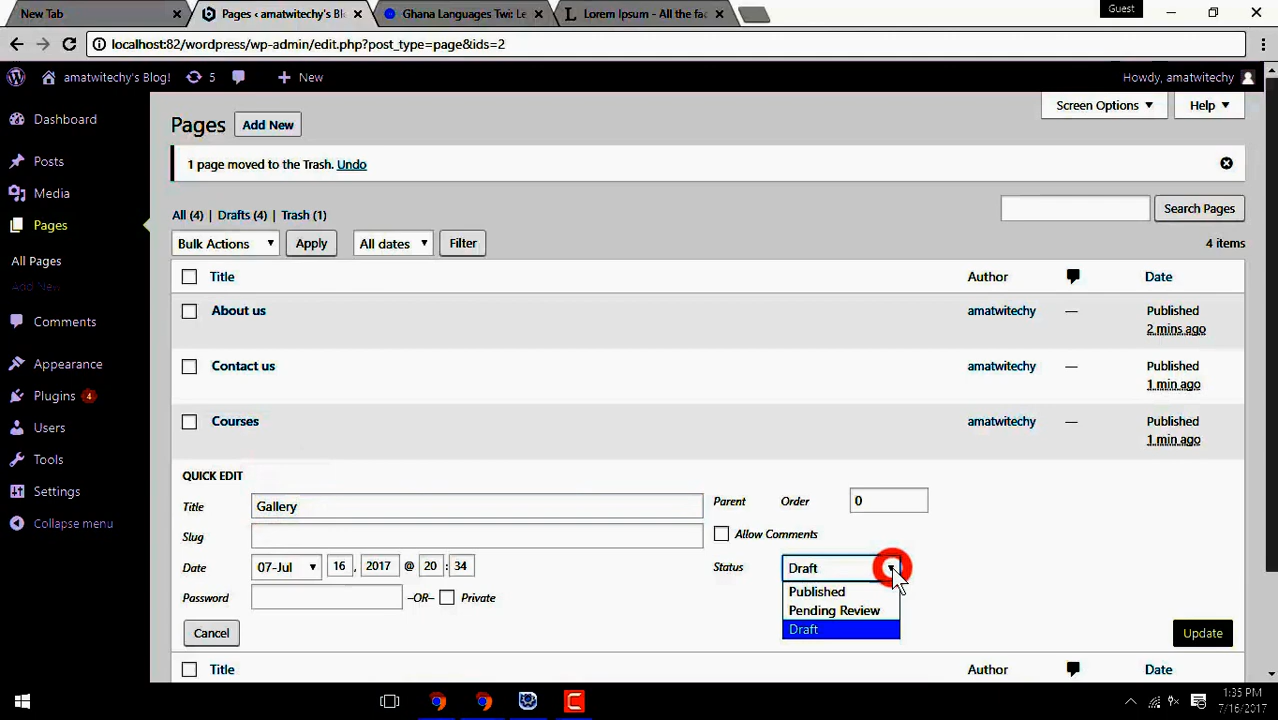 New Tab
Pages ‹ amatwitechy's Bl
Ghana Languages Twi: Le
Lorem Ipsum - All the fa
Guest
localhost:82/wordpress/wp-admin/edit.php?post_type=page&ids=2
amatwitechy's Blog!
5
New
Howdy, amatwitechy
Dashboard
Posts
Media
Pages
All Pages
Add New
Comments
Appearance
Plugins 4
Users
Tools
Settings
Collapse menu
Screen Options
Help
Pages
Add New
1 page moved to the Trash. Undo
All (4) | Drafts (4) | Trash (1)
Search Pages
Bulk Actions
Apply
All dates
Filter
4 items
Title
Author
Date
About us
amatwitechy
—
Published
2 mins ago
Contact us
amatwitechy
—
Published
1 min ago
Courses
amatwitechy
—
Published
1 min ago
QUICK EDIT
Title
Gallery
Slug
Date
07-Jul
16 , 2017 @ 20 : 34
Password
–OR–
Private
Parent
Order
0
Allow Comments
Status
Draft
Published
Pending Review
Draft
Cancel
Update
Title
Author
Date
1:35 PM
7/16/2017